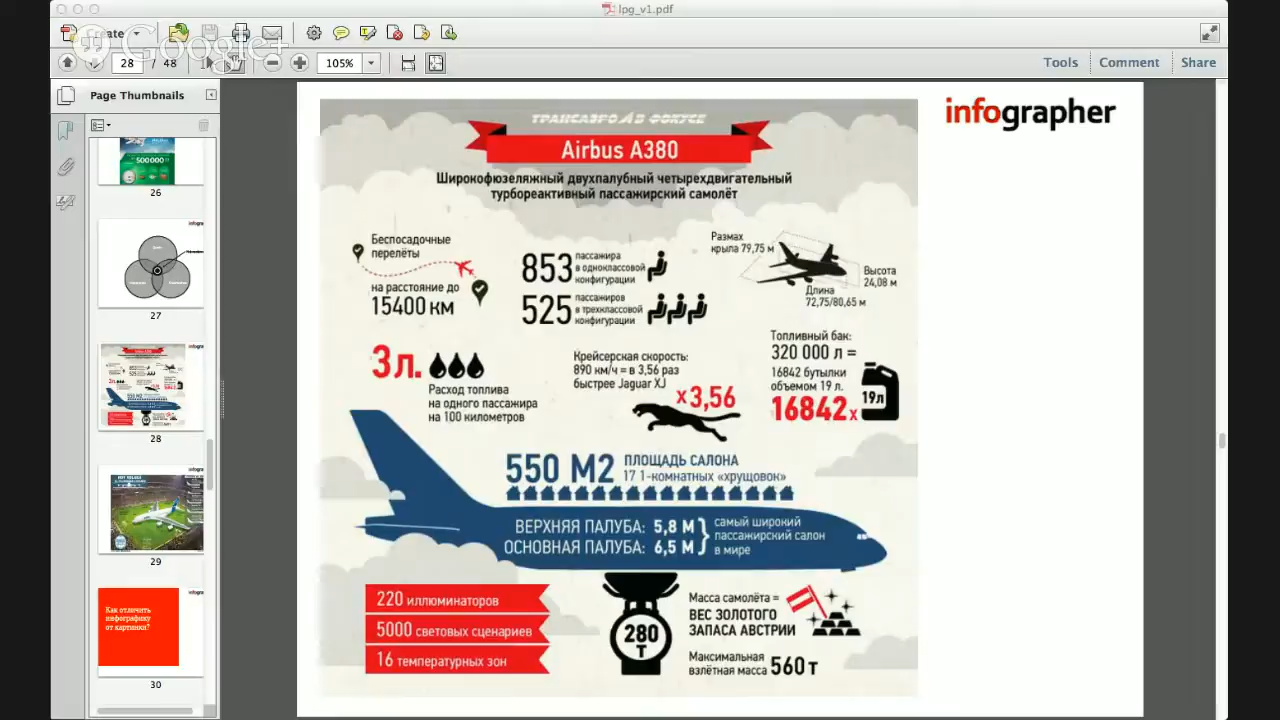 lpg_v1.pdf
Create
Google+
28 / 48
105%
Tools
Comment
Share
Page Thumbnails
26
27
28
29
Как отличить
инфографику
от картинки?
30
infographer
ТРАНСАЭРО В ФОКУСЕ
Airbus A380
Широкофюзеляжный двухпалубный четырехдвигательный
турбореактивный пассажирский самолёт
Беспосадочные
перелёты
на расстояние до
15400 КМ
853 пассажира
в одноклассовой
конфигурации
525 пассажиров
в трехклассовой
конфигурации
Размах
крыла 79,75 м
Высота
24,08 м
Длина
72,75/80,65 м
3л.
Расход топлива
на одного пассажира
на 100 километров
Крейсерская скорость:
890 км/ч = в 3,56 раз
быстрее Jaguar XJ
x3,56
Топливный бак:
320 000 л =
16842 бутылки
объемом 19 л.
16842x
19л
550 М2 ПЛОЩАДЬ САЛОНА
17 1-комнатных «хрущовок»
ВЕРХНЯЯ ПАЛУБА: 5,8 М
ОСНОВНАЯ ПАЛУБА: 6,5 М
самый широкий
пассажирский салон
в мире
220 иллюминаторов
5000 световых сценариев
16 температурных зон
280
Т
Масса самолёта =
ВЕС ЗОЛОТОГО
ЗАПАСА АВСТРИИ
Максимальная
взлётная масса 560 т